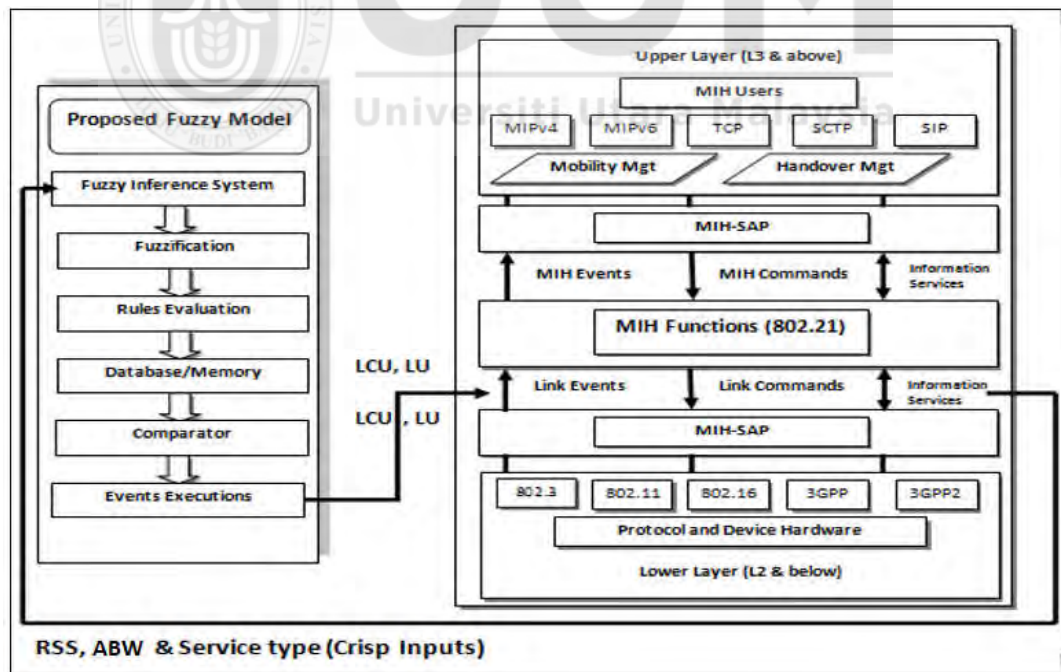 UUM
Universiti Utara Malaysia
Proposed Fuzzy Model
Fuzzy Inference System
Fuzzification
Rules Evaluation
Database/Memory
Comparator
Events Executions
LCU, LU
LCU , LU
Upper Layer (L3 & above)
MIH Users
MIPv4 MIPv6 TCP SCTP SIP
Mobility Mgt Handover Mgt
MIH-SAP
MIH Events MIH Commands Information Services
MIH Functions (802.21)
Link Events Link Commands Information Services
MIH-SAP
802.3 802.11 802.16 3GPP 3GPP2
Protocol and Device Hardware
Lower Layer (L2 & below)
RSS, ABW & Service type (Crisp Inputs)